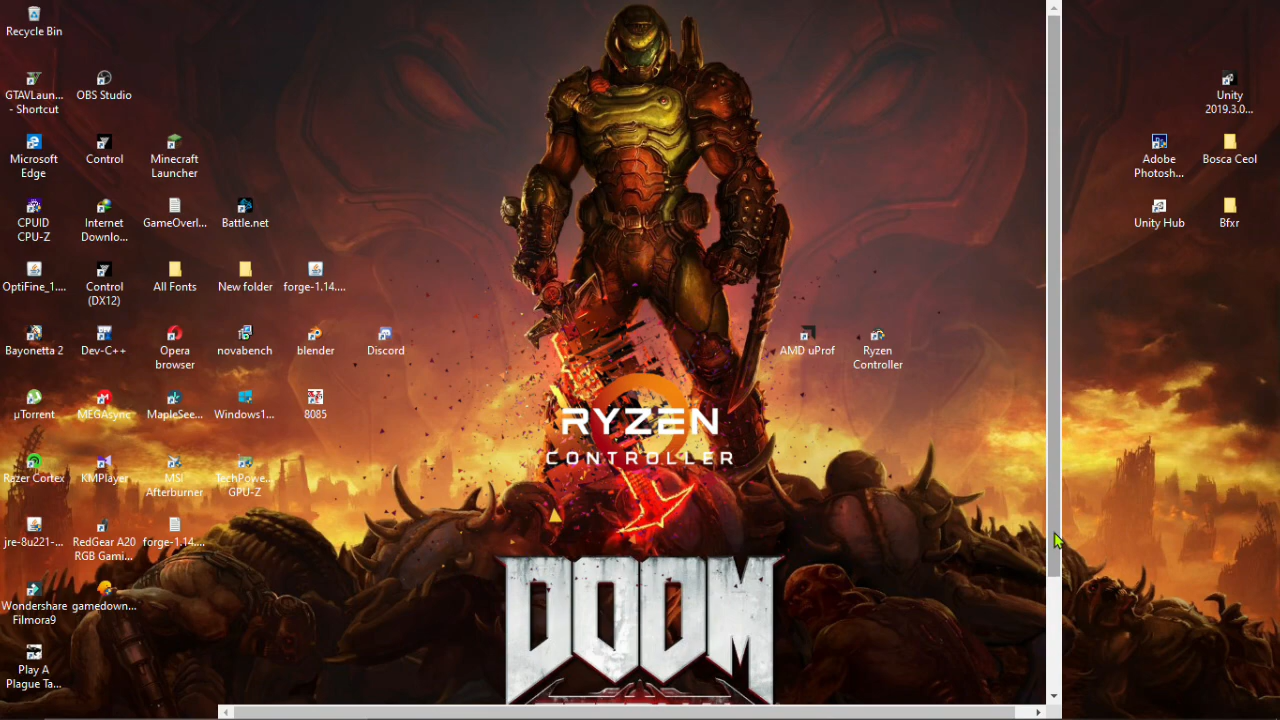 Recycle Bin
GTAVLaun...
- Shortcut
OBS Studio
Unity
2019.3.0...
Microsoft
Edge
Control
Minecraft
Launcher
Adobe
Photosh...
Bosca Ceol
CPUID
CPU-Z
Internet
Downlo...
GameOverl...
Battle.net
Unity Hub
Bfxr
OptiFine_1....
Control
(DX12)
All Fonts
New folder
forge-1.14....
Bayonetta 2
Dev-C++
Opera
browser
novabench
blender
Discord
AMD uProf
Ryzen
Controller
µTorrent
MEGAsync
MapleSee...
Windows1...
8085
RYZEN
CONTROLLER
Razer Cortex
KMPlayer
MSI
Afterburner
TechPowe...
GPU-Z
jre-8u221-...
RedGear A20
RGB Gami...
forge-1.14....
Wondershare
Filmora9
gamedown...
Play A
Plague Ta...
DOOM